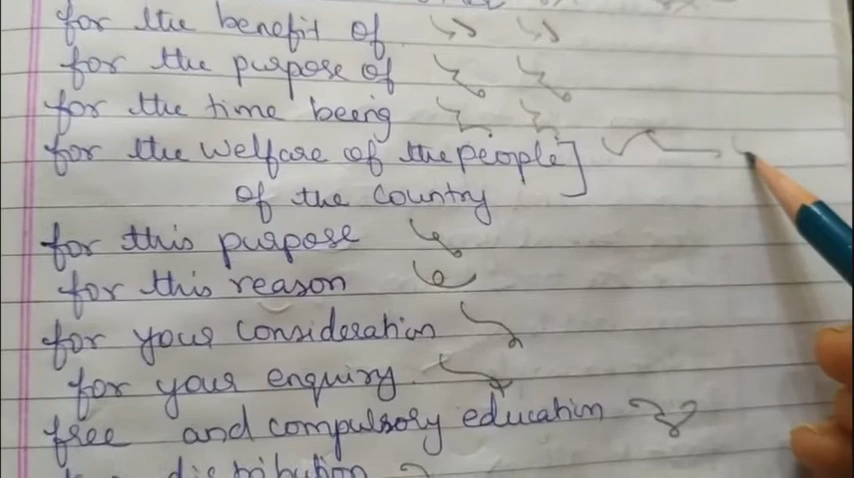 for the benefit of
for the purpose of
for the time being
for the welfare of the people]
of the country
for this purpose
for this reason
for your consideration
for your enquiry
free and compulsory education
distribution